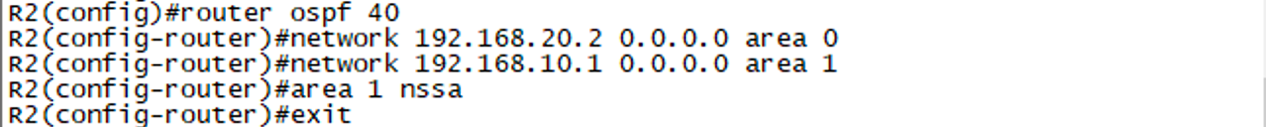 R2(config)#router ospf 40
R2(config-router)#network 192.168.20.2 0.0.0.0 area 0
R2(config-router)#network 192.168.10.1 0.0.0.0 area 1
R2(config-router)#area 1 nssa
R2(config-router)#exit